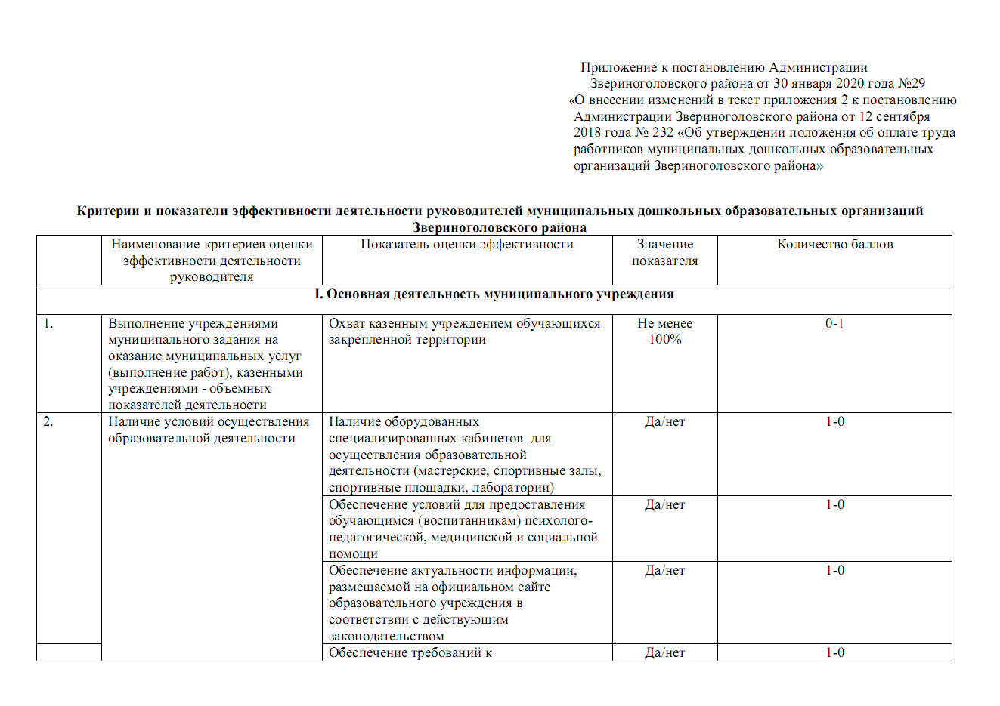 Приложение к постановлению Администрации
Звериноголовского района от 30 января 2020 года №29
«О внесении изменений в текст приложения 2 к постановлению
Администрации Звериноголовского района от 12 сентября
2018 года № 232 «Об утверждении положения об оплате труда
работников муниципальных дошкольных образовательных
организаций Звериноголовского района»
Критерии и показатели эффективности деятельности руководителей муниципальных дошкольных образовательных организаций
Звериноголовского района
Наименование критериев оценки
эффективности деятельности
руководителя
Показатель оценки эффективности
Значение
показателя
Количество баллов
I. Основная деятельность муниципального учреждения
1.
Выполнение учреждениями
муниципального задания на
оказание муниципальных услуг
(выполнение работ), казенными
учреждениями - объемных
показателей деятельности
Охват казенным учреждением обучающихся
закрепленной территории
Не менее
100%
0-1
2.
Наличие условий осуществления
образовательной деятельности
Наличие оборудованных
специализированных кабинетов для
осуществления образовательной
деятельности (мастерские, спортивные залы,
спортивные площадки, лаборатории)
Да/нет
1-0
Обеспечение условий для предоставления
обучающимся (воспитанникам) психолого-
педагогической, медицинской и социальной
помощи
Да/нет
1-0
Обеспечение актуальности информации,
размещаемой на официальном сайте
образовательного учреждения в
соответствии с действующим
законодательством
Да/нет
1-0
Обеспечение требований к
Да/нет
1-0